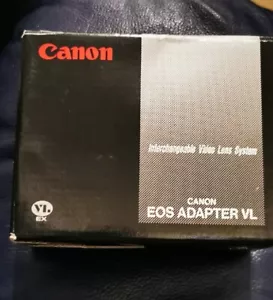 Canon
Interchangeable Video Lens System
CANON
EOS ADAPTER VL
VL
EX